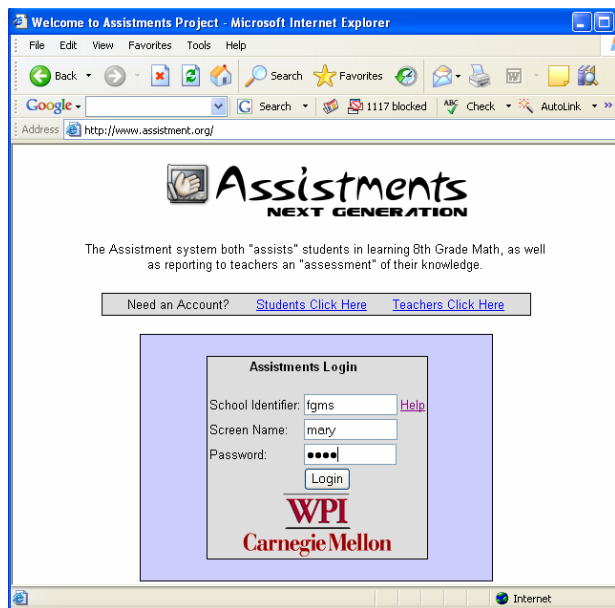 Welcome to Assistments Project - Microsoft Internet Explorer
File Edit View Favorites Tools Help
Back Search Favorites
Google Search 1117 blocked Check AutoLink »
Address http://www.assistment.org/
Assistments
NEXT GENERATION
The Assistment system both "assists" students in learning 8th Grade Math, as well
as reporting to teachers an "assessment" of their knowledge.
Need an Account? Students Click Here Teachers Click Here
Assistments Login
School Identifier: fgms Help
Screen Name: mary
Password: ••••
Login
WPI
Carnegie Mellon
Internet